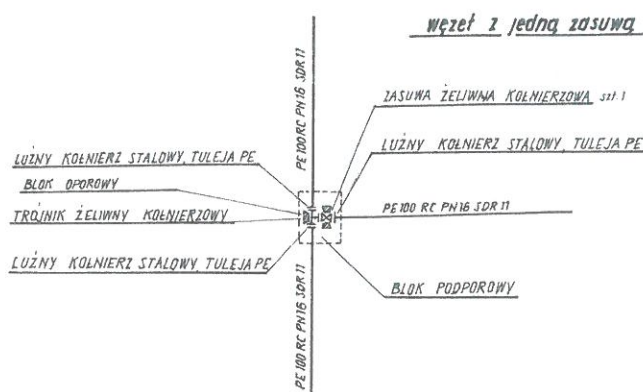 węzeł z jedną zasuwą
PE 100 RC PN16 SDR 11
ZASUWA ŻELIWNA KOŁNIERZOWA szt. 1
LUŹNY KOŁNIERZ STALOWY, TULEJA PE
LUŹNY KOŁNIERZ STALOWY, TULEJA PE
BLOK OPOROWY
TRÓJNIK ŻELIWNY KOŁNIERZOWY
PE100 RC PN16 SDR 11
LUŹNY KOŁNIERZ STALOWY, TULEJA PE
BLOK PODPOROWY
PE 100 RC PN16 SDR 11